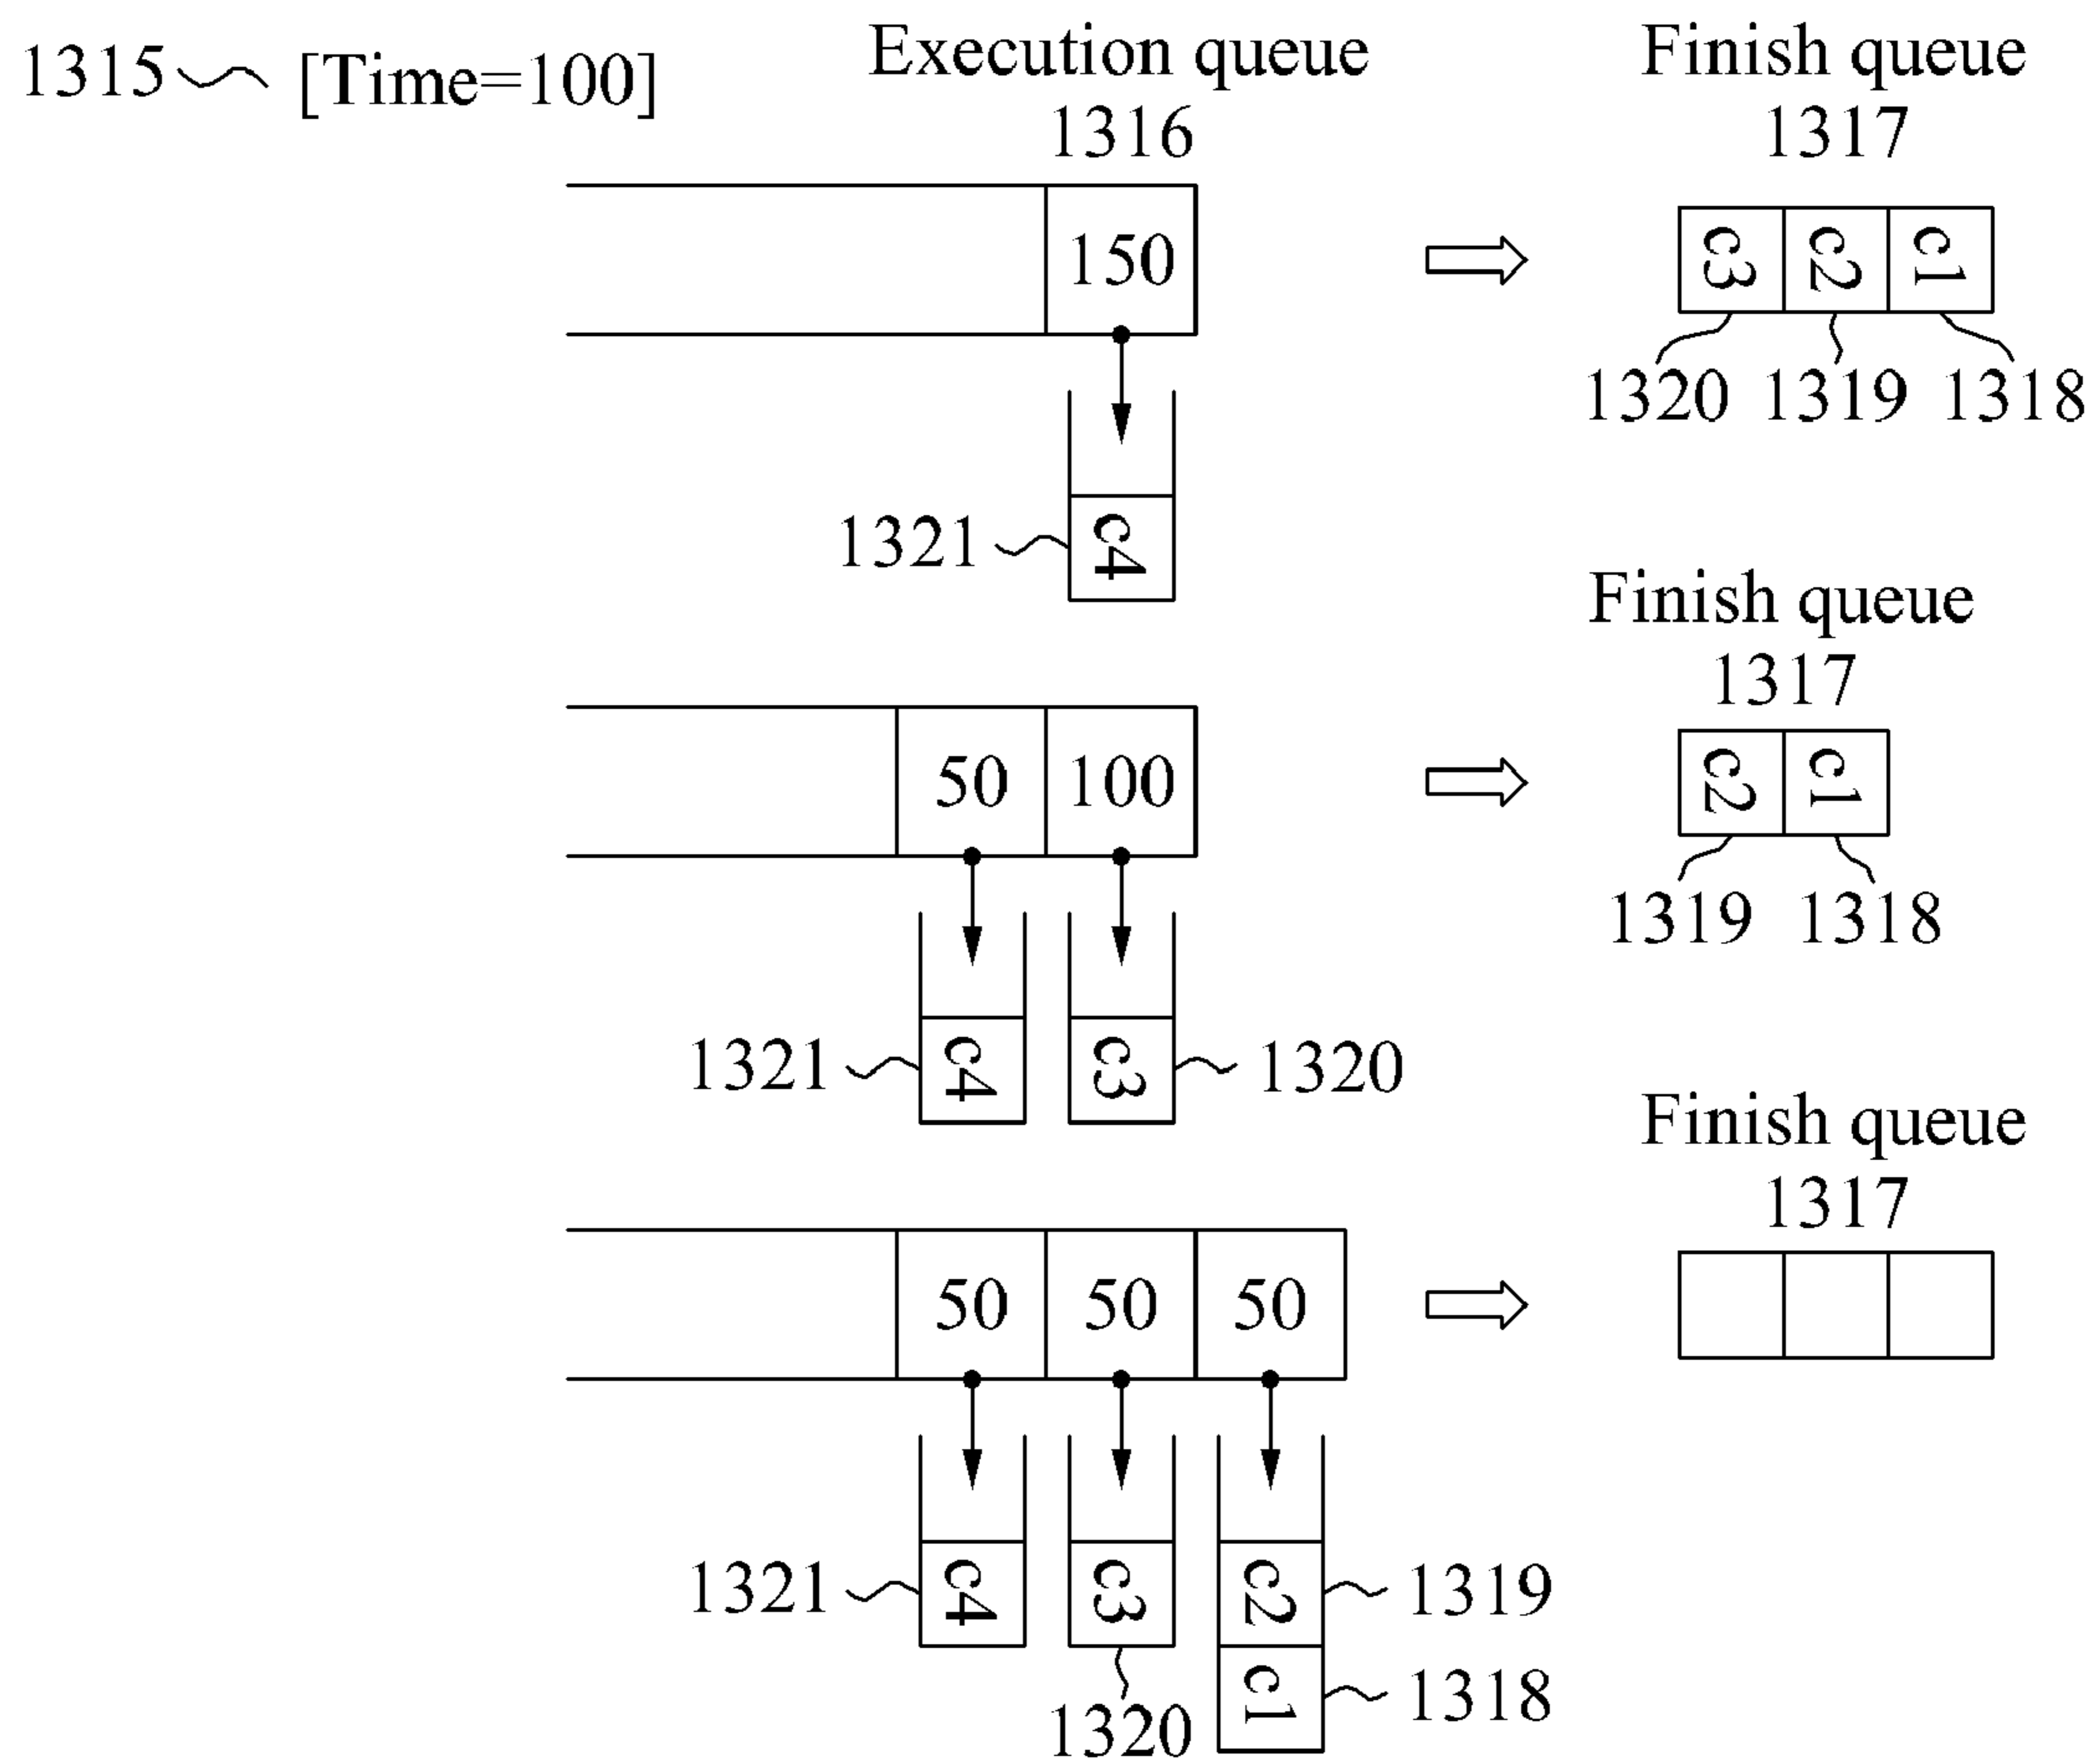 1315 [Time=100]
Execution queue
1316
Finish queue
1317
150
c3 c2 c1
1320 1319 1318
1321
c4
Finish queue
1317
50 100
c2 c1
1319 1318
1321 c4 c3 1320
Finish queue
1317
50 50 50
1321 c4 c3 c2 1319
c1 1318
1320